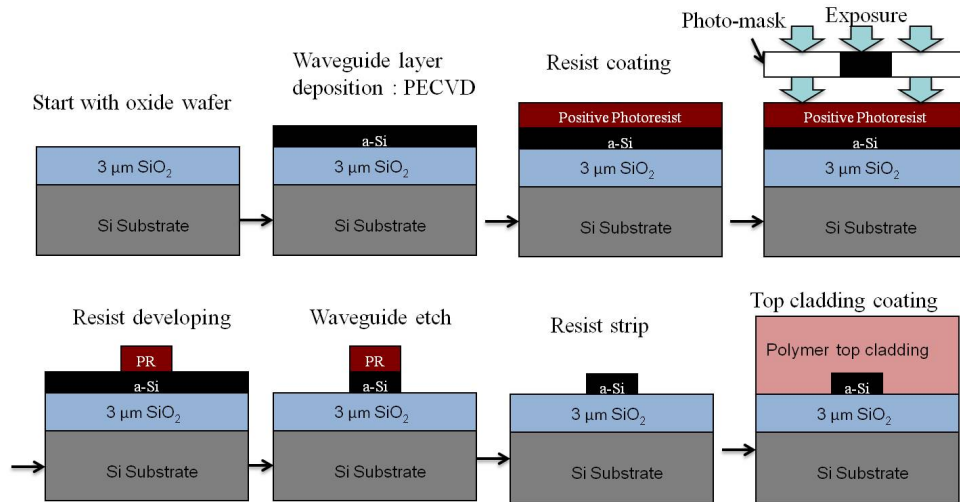 Photo-mask
Exposure
Waveguide layer
deposition : PECVD
Resist coating
Start with oxide wafer
Positive Photoresist
Positive Photoresist
a-Si
a-Si
a-Si
3 µm SiO₂
3 µm SiO₂
3 µm SiO₂
3 µm SiO₂
Si Substrate
Si Substrate
Si Substrate
Si Substrate
Resist developing
Waveguide etch
Resist strip
Top cladding coating
PR
PR
Polymer top cladding
a-Si
a-Si
a-Si
a-Si
3 µm SiO₂
3 µm SiO₂
3 µm SiO₂
3 µm SiO₂
Si Substrate
Si Substrate
Si Substrate
Si Substrate